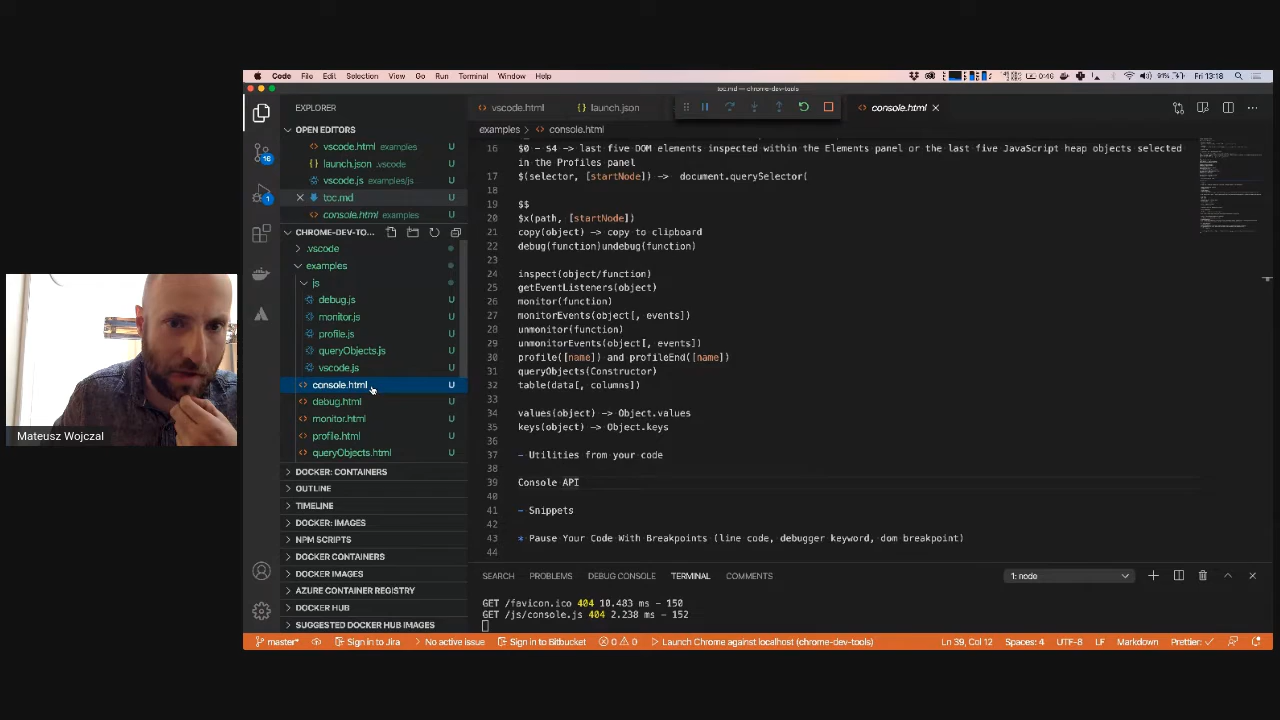 Code File Edit Selection View Go Run Terminal Window Help 0:46 91% Fri 13:18
toc.md — chrome-dev-tools
EXPLORER
vscode.html
launch.json
console.html
OPEN EDITORS
vscode.html examples
launch.json .vscode
vscode.js examples/js
toc.md
console.html examples
CHROME-DEV-TO...
.vscode
examples
js
debug.js U
monitor.js U
profile.js U
queryObjects.js U
vscode.js U
console.html U
debug.html U
monitor.html U
profile.html U
queryObjects.html U
DOCKER: CONTAINERS
OUTLINE
TIMELINE
DOCKER: IMAGES
NPM SCRIPTS
DOCKER CONTAINERS
DOCKER IMAGES
AZURE CONTAINER REGISTRY
DOCKER HUB
SUGGESTED DOCKER HUB IMAGES
16
1
examples > console.html
16 $0 - $4 -> last five DOM elements inspected within the Elements panel or the last five JavaScript heap objects selected
in the Profiles panel
17 $(selector, [startNode]) -> document.querySelector(
18
19 $$
20 $x(path, [startNode])
21 copy(object) -> copy to clipboard
22 debug(function)undebug(function)
23
24 inspect(object/function)
25 getEventListeners(object)
26 monitor(function)
27 monitorEvents(object[, events])
28 unmonitor(function)
29 unmonitorEvents(object[, events])
30 profile([name]) and profileEnd([name])
31 queryObjects(Constructor)
32 table(data[, columns])
33
34 values(object) -> Object.values
35 keys(object) -> Object.keys
36
37 - Utilities from your code
38
39 Console API
40
41 - Snippets
42
43 * Pause Your Code With Breakpoints (line code, debugger keyword, dom breakpoint)
44
SEARCH PROBLEMS DEBUG CONSOLE TERMINAL COMMENTS 1: node
GET /favicon.ico 404 10.483 ms - 150
GET /js/console.js 404 2.238 ms - 152
master* Sign in to Jira No active issue Sign in to Bitbucket 0 0 Launch Chrome against localhost (chrome-dev-tools) Ln 39, Col 12 Spaces: 4 UTF-8 LF Markdown Prettier: ✓
Mateusz Wojczal